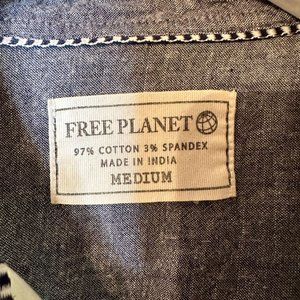 FREE PLANET
97% COTTON 3% SPANDEX
MADE IN INDIA
MEDIUM